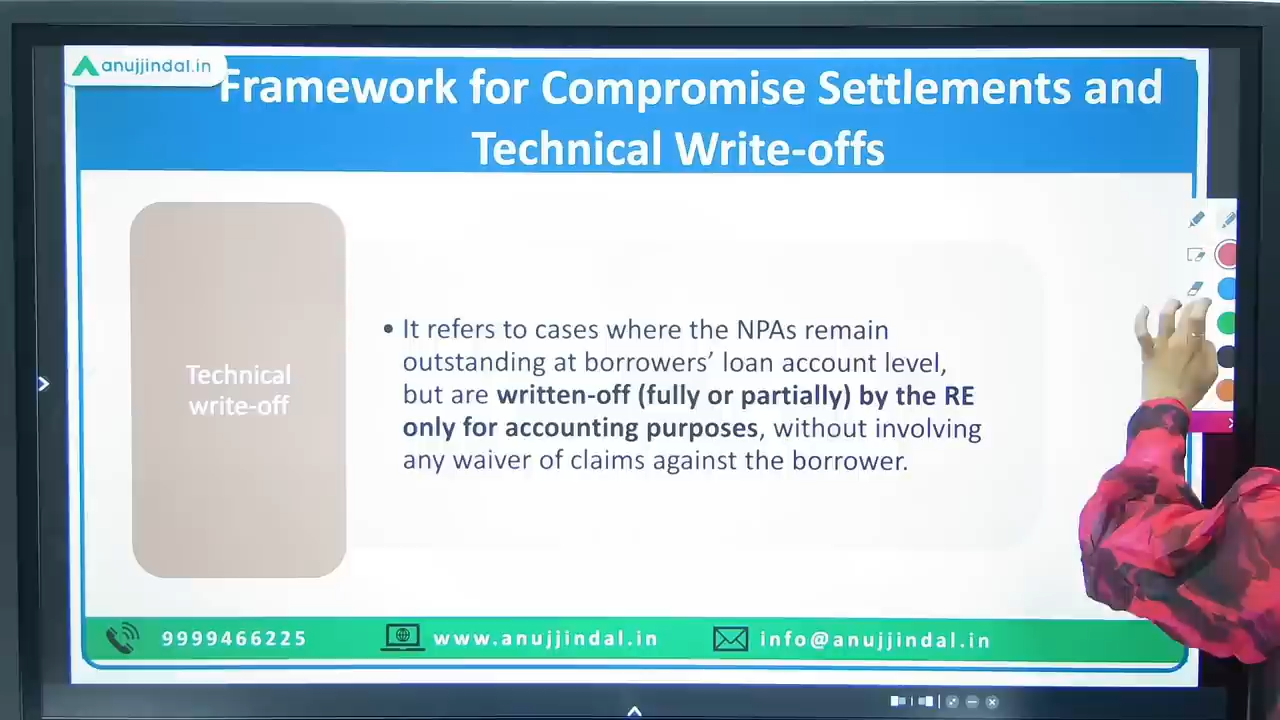 anujjindal.in
Framework for Compromise Settlements and
Technical Write-offs
Technical
write-off
• It refers to cases where the NPAs remain
outstanding at borrowers’ loan account level,
but are written-off (fully or partially) by the RE
only for accounting purposes, without involving
any waiver of claims against the borrower.
9999466225 www.anujjindal.in info@anujjindal.in